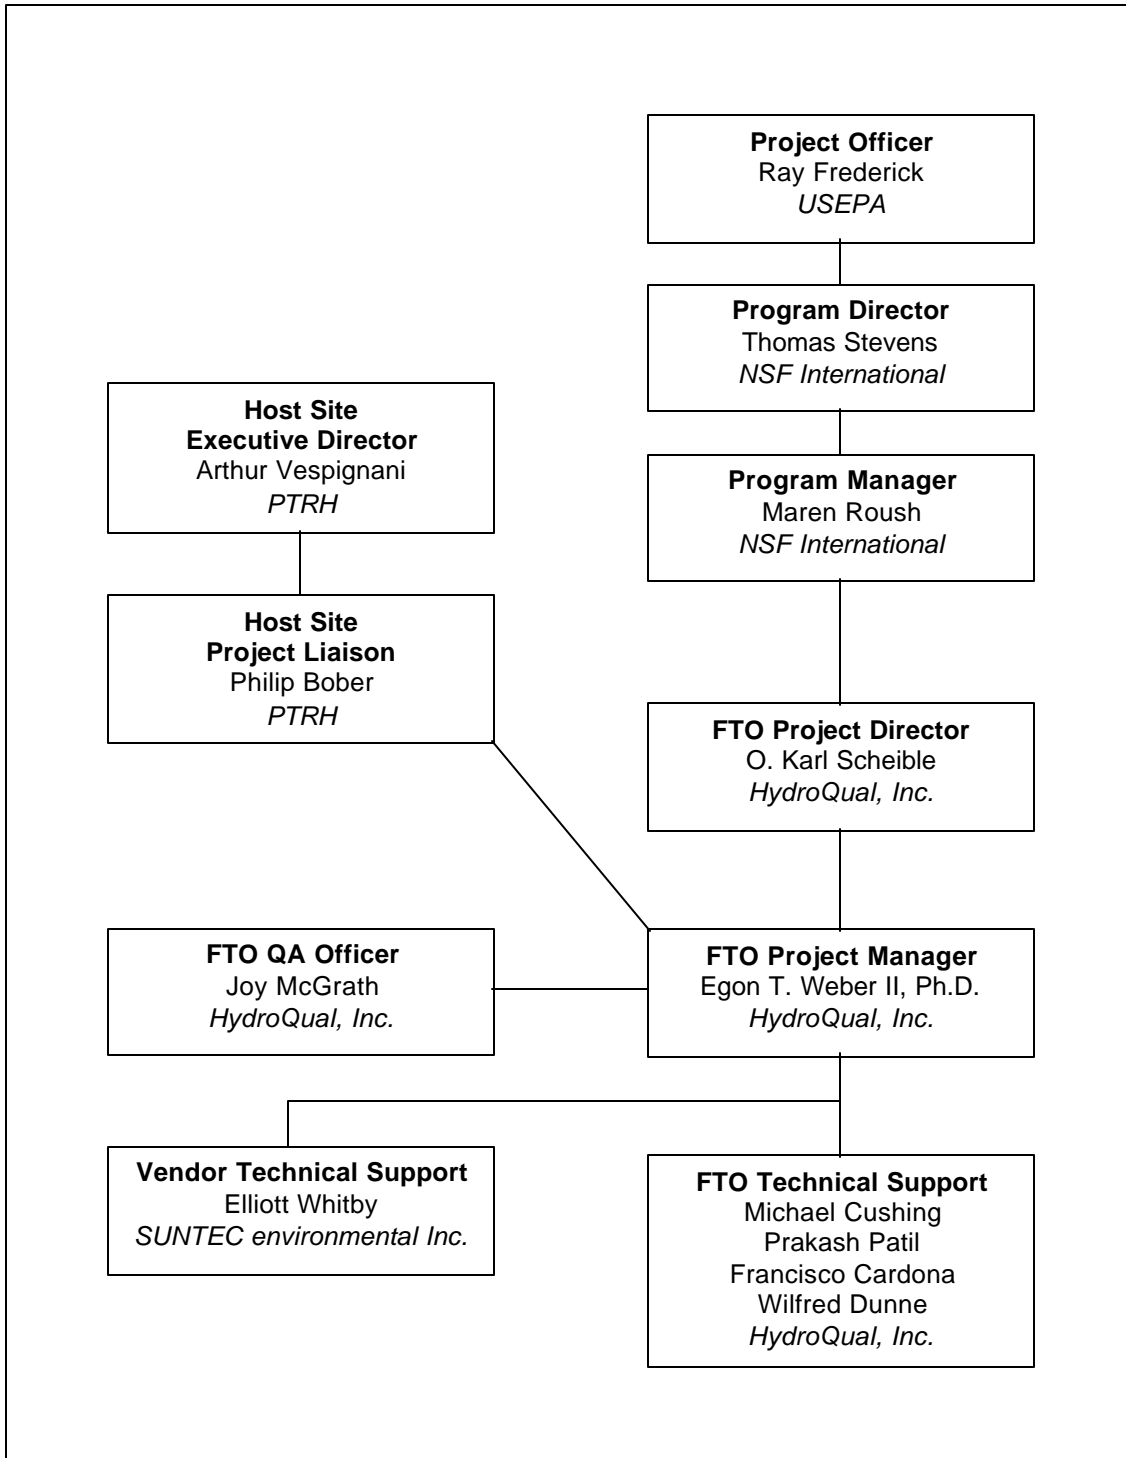 Project Officer
Ray Frederick
USEPA
Program Director
Thomas Stevens
NSF International
Host Site
Executive Director
Arthur Vespignani
PTRH
Program Manager
Maren Roush
NSF International
Host Site
Project Liaison
Philip Bober
PTRH
FTO Project Director
O. Karl Scheible
HydroQual, Inc.
FTO QA Officer
Joy McGrath
HydroQual, Inc.
FTO Project Manager
Egon T. Weber II, Ph.D.
HydroQual, Inc.
Vendor Technical Support
Elliott Whitby
SUNTEC environmental Inc.
FTO Technical Support
Michael Cushing
Prakash Patil
Francisco Cardona
Wilfred Dunne
HydroQual, Inc.